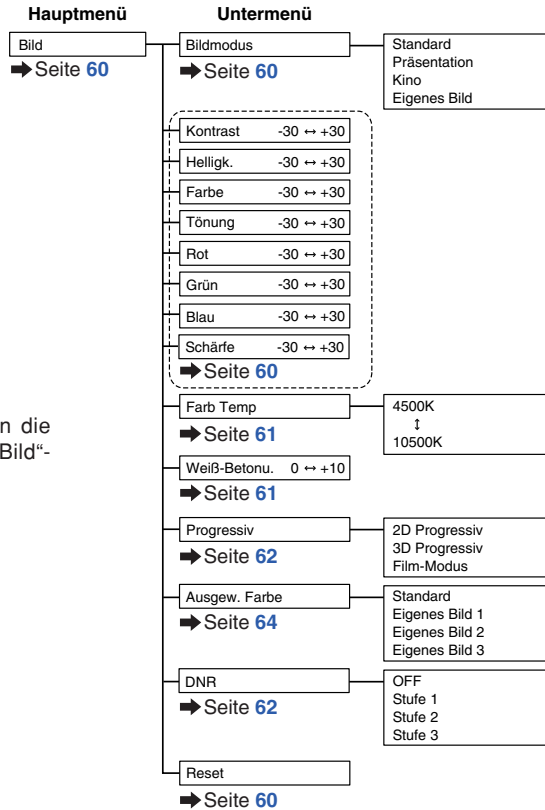 Hauptmenü Untermenü
Bild Bildmodus Standard
➡Seite 60 ➡Seite 60 Präsentation
Kino
Eigenes Bild
Kontrast -30 ↔ +30
Helligk. -30 ↔ +30
Farbe -30 ↔ +30
Tönung -30 ↔ +30
Rot -30 ↔ +30
Grün -30 ↔ +30
Blau -30 ↔ +30
Schärfe -30 ↔ +30
➡Seite 60
n die
Bild“-
Farb Temp 4500K
↕
➡Seite 61 10500K
Weiß-Betonu. 0 ↔ +10
➡Seite 61
Progressiv 2D Progressiv
➡Seite 62 3D Progressiv
Film-Modus
Ausgew. Farbe Standard
➡Seite 64 Eigenes Bild 1
Eigenes Bild 2
Eigenes Bild 3
DNR OFF
➡Seite 62 Stufe 1
Stufe 2
Stufe 3
Reset
➡Seite 60